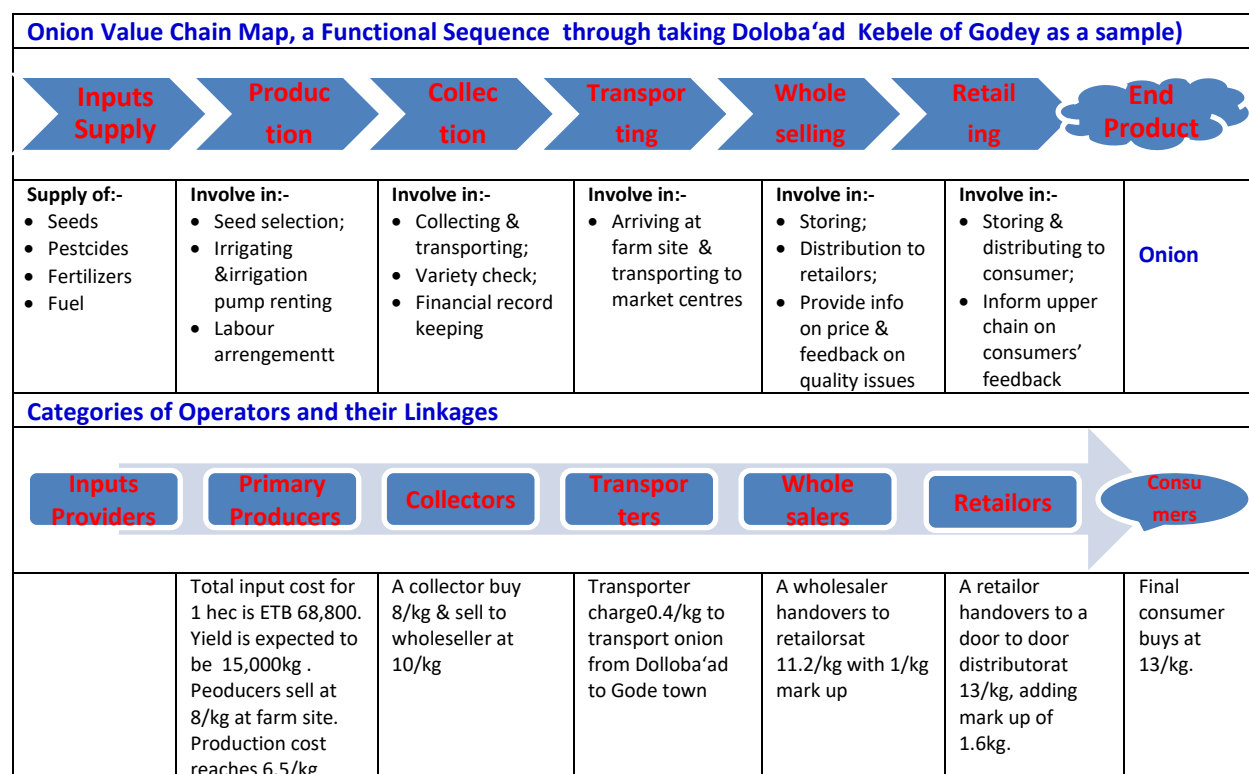 Onion Value Chain Map, a Functional Sequence through taking Doloba‘ad Kebele of Godey as a sample)
Inputs
Supply
Produc
tion
Collec
tion
Transpor
ting
Whole
selling
Retail
ing
End
Product
Supply of:-
• Seeds
• Pestcides
• Fertilizers
• Fuel
Involve in:-
• Seed selection;
• Irrigating
&irrigation
pump renting
• Labour
arrengementt
Involve in:-
• Collecting &
transporting;
• Variety check;
• Financial record
keeping
Involve in:-
• Arriving at
farm site &
transporting to
market centres
Involve in:-
• Storing;
• Distribution to
retailors;
• Provide info
on price &
feedback on
quality issues
Involve in:-
• Storing &
distributing to
consumer;
• Inform upper
chain on
consumers’
feedback
Onion
Categories of Operators and their Linkages
Inputs
Providers
Primary
Producers
Collectors
Transpor
ters
Whole
salers
Retailors
Consu
mers
Total input cost for
1 hec is ETB 68,800.
Yield is expected to
be 15,000kg .
Peoducers sell at
8/kg at farm site.
Production cost
reaches 6.5/kg
A collector buy
8/kg & sell to
wholeseller at
10/kg
Transporter
charge0.4/kg to
transport onion
from Dolloba‘ad
to Gode town
A wholesaler
handovers to
retailorsat
11.2/kg with 1/kg
mark up
A retailor
handovers to a
door to door
distributorat
13/kg, adding
mark up of
1.6kg.
Final
consumer
buys at
13/kg.